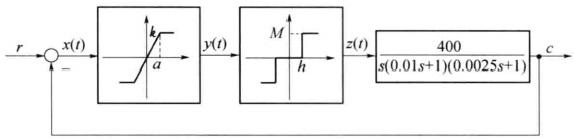 r
x(t)
−
k
a
y(t)
M
h
z(t)
400
s(0.01s+1)(0.0025s+1)
c